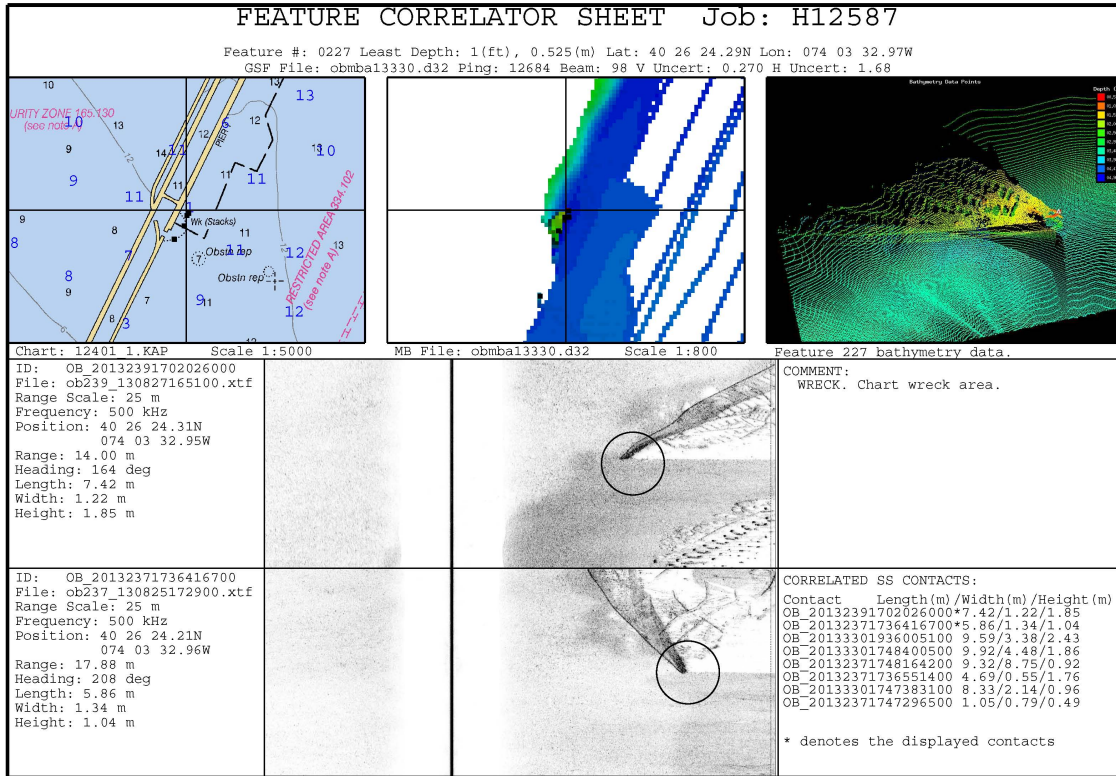 FEATURE CORRELATOR SHEET Job: H12587
Feature #: 0227 Least Depth: 1(ft), 0.525(m) Lat: 40 26 24.29N Lon: 074 03 32.97W
GSF File: obmba13330.d32 Ping: 12684 Beam: 98 V Uncert: 0.270 H Uncert: 1.68
URITY ZONE 165.130
(see note A)
PIERS
Wk (Stacks)
Obstn rep
Obstn rep
RESTRICTED AREA 334.102
(see note A)
10
13
10
9
14
11
12
12
13
6
13
10
9
11
11
11
11
9
8
8
7
11
11
12
13
12
7
8
9
7
9
11
12
8
3
6
Bathymetry Data Points
Chart: 12401_1.KAP Scale 1:5000
MB File: obmba13330.d32 Scale 1:800
Feature 227 bathymetry data.
ID: OB_20132391702026000
File: ob239_130827165100.xtf
Range Scale: 25 m
Frequency: 500 kHz
Position: 40 26 24.31N
074 03 32.95W
Range: 14.00 m
Heading: 164 deg
Length: 7.42 m
Width: 1.22 m
Height: 1.85 m
COMMENT:
WRECK. Chart wreck area.
ID: OB_20132371736416700
File: ob237_130825172900.xtf
Range Scale: 25 m
Frequency: 500 kHz
Position: 40 26 24.21N
074 03 32.96W
Range: 17.88 m
Heading: 208 deg
Length: 5.86 m
Width: 1.34 m
Height: 1.04 m
CORRELATED SS CONTACTS:
Contact Length(m)/Width(m)/Height(m)
OB_20132391702026000*7.42/1.22/1.85
OB_20132371736416700*5.86/1.34/1.04
OB_20133301936005100 9.59/3.38/2.43
OB_20133301748400500 9.92/4.48/1.86
OB_20132371748164200 9.32/8.75/0.92
OB_20132371736551400 4.69/0.55/1.76
OB_20133301747383100 8.33/2.14/0.96
OB_20132371747296500 1.05/0.79/0.49
* denotes the displayed contacts